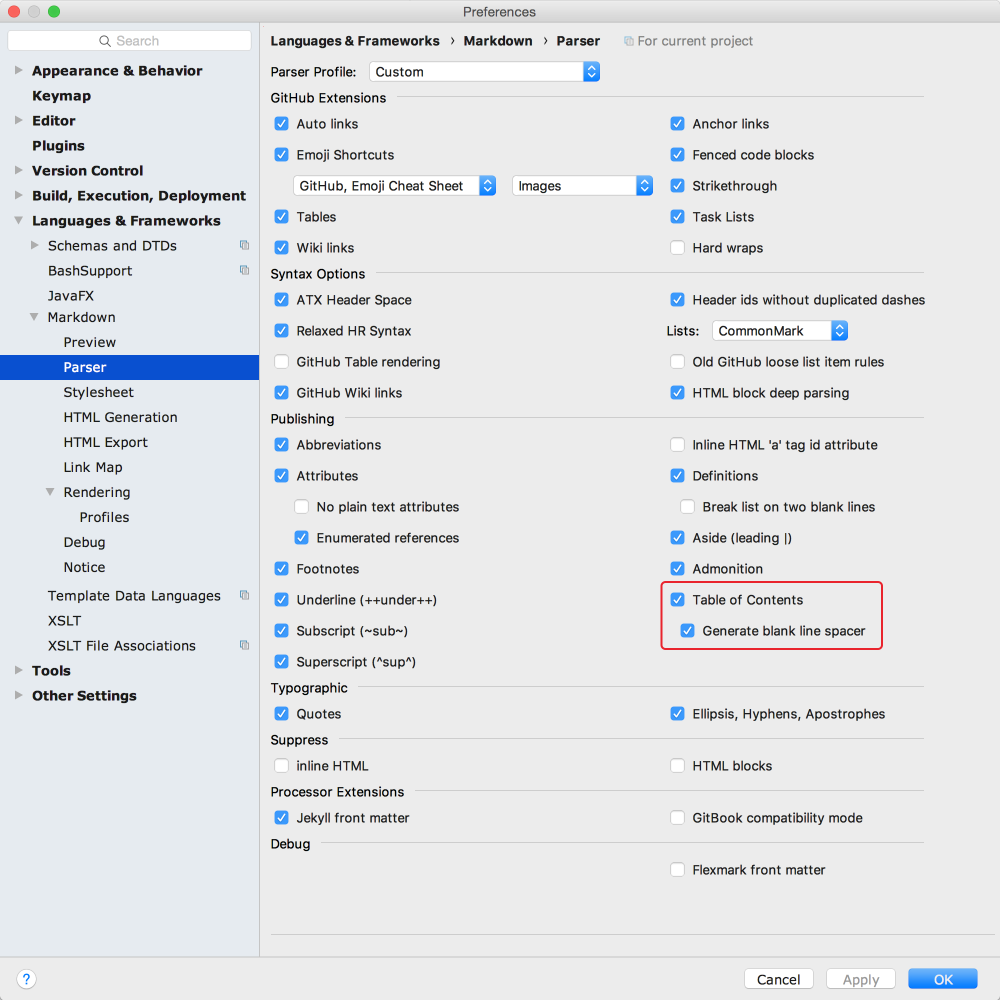 Preferences
Search
Appearance & Behavior
Keymap
Editor
Plugins
Version Control
Build, Execution, Deployment
Languages & Frameworks
Schemas and DTDs
BashSupport
JavaFX
Markdown
Preview
Parser
Stylesheet
HTML Generation
HTML Export
Link Map
Rendering
Profiles
Debug
Notice
Template Data Languages
XSLT
XSLT File Associations
Tools
Other Settings
Languages & Frameworks › Markdown › Parser For current project
Parser Profile: Custom
GitHub Extensions
Auto links Anchor links
Emoji Shortcuts Fenced code blocks
GitHub, Emoji Cheat Sheet Images Strikethrough
Tables Task Lists
Wiki links Hard wraps
Syntax Options
ATX Header Space Header ids without duplicated dashes
Relaxed HR Syntax Lists: CommonMark
GitHub Table rendering Old GitHub loose list item rules
GitHub Wiki links HTML block deep parsing
Publishing
Abbreviations Inline HTML 'a' tag id attribute
Attributes Definitions
No plain text attributes Break list on two blank lines
Enumerated references Aside (leading |)
Footnotes Admonition
Underline (++under++) Table of Contents
Subscript (~sub~) Generate blank line spacer
Superscript (^sup^)
Typographic
Quotes Ellipsis, Hyphens, Apostrophes
Suppress
inline HTML HTML blocks
Processor Extensions
Jekyll front matter GitBook compatibility mode
Debug
Flexmark front matter
? Cancel Apply OK